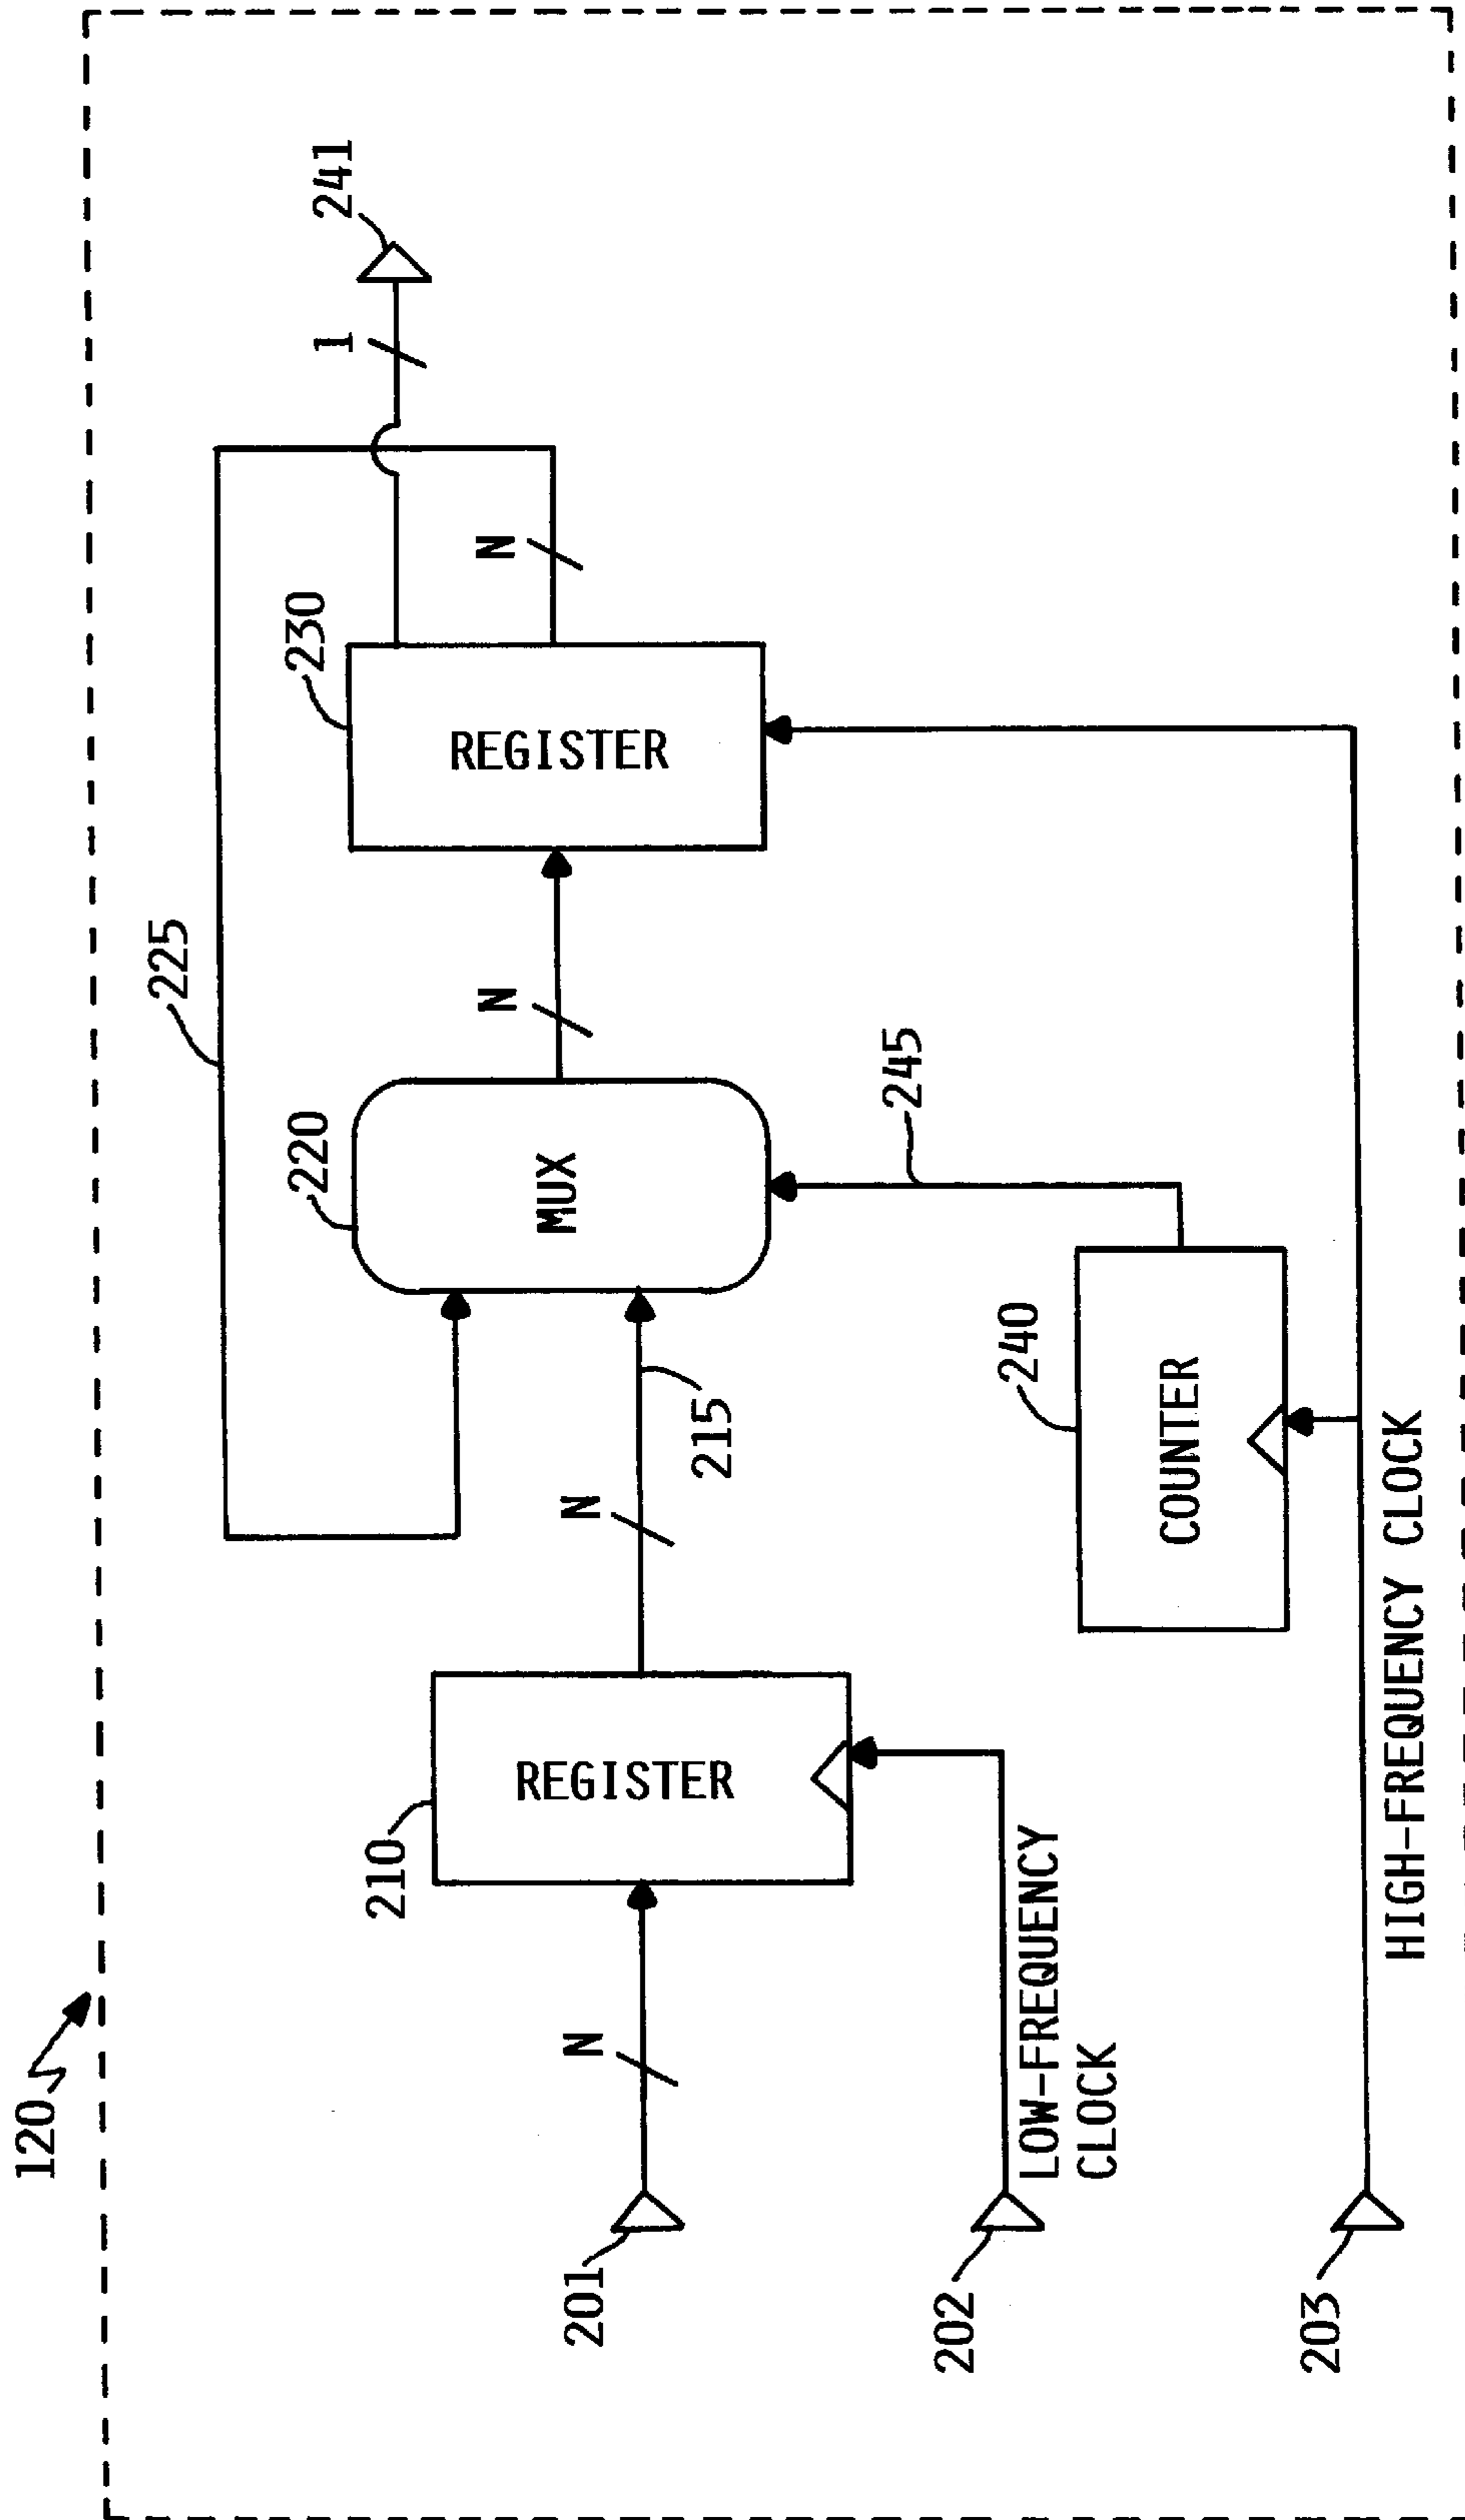 120
225
241
1
230
REGISTER
N
220
MUX
N
245
N
215
210
REGISTER
240
COUNTER
N
201
202
LOW-FREQUENCY
CLOCK
203
HIGH-FREQUENCY CLOCK